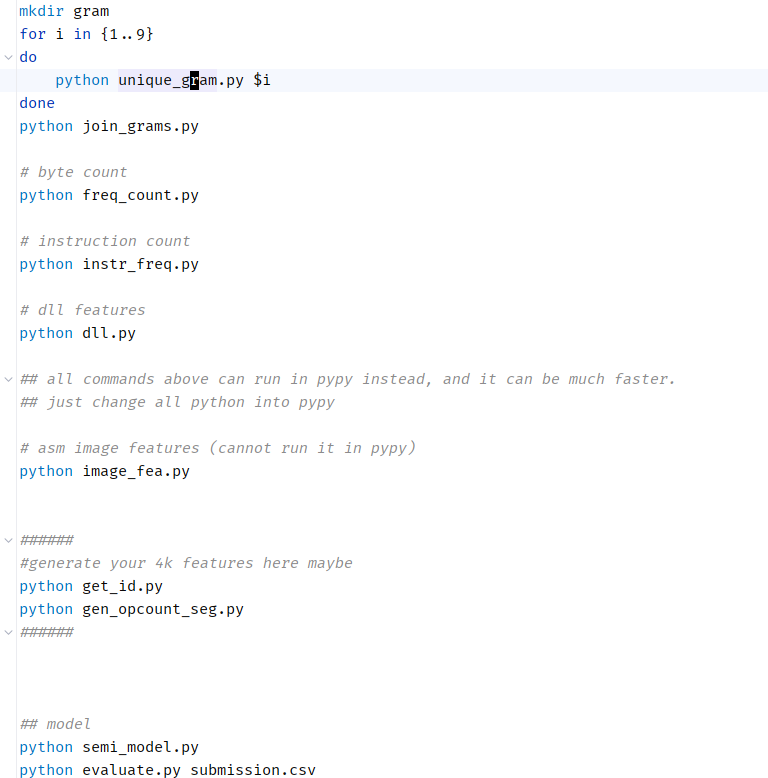 mkdir gram
for i in {1..9}
do
    python unique_gram.py $i
done
python join_grams.py

# byte count
python freq_count.py

# instruction count
python instr_freq.py

# dll features
python dll.py

## all commands above can run in pypy instead, and it can be much faster.
## just change all python into pypy

# asm image features (cannot run it in pypy)
python image_fea.py

######
#generate your 4k features here maybe
python get_id.py
python gen_opcount_seg.py
######

## model
python semi_model.py
python evaluate.py submission.csv